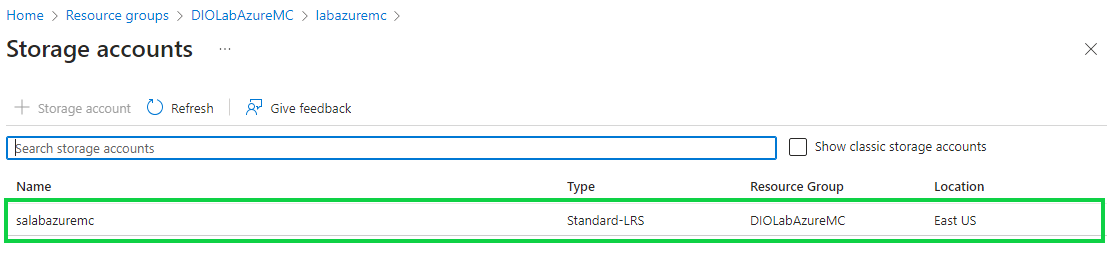 Home > Resource groups > DIOLabAzureMC > labazuremc >
Storage accounts ...
+ Storage account Refresh Give feedback
Search storage accounts Show classic storage accounts
Name Type Resource Group Location
salabazuremc Standard-LRS DIOLabAzureMC East US